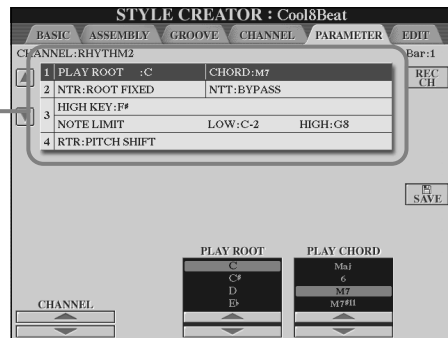 STYLE CREATOR : Cool8Beat
BASIC ASSEMBLY GROOVE CHANNEL PARAMETER EDIT
CHANNEL:RHYTHM2 Bar:1
1 PLAY ROOT :C CHORD:M7
REC CH
2 NTR:ROOT FIXED NTT:BYPASS
3 HIGH KEY:F♯
NOTE LIMIT LOW:C-2 HIGH:G8
4 RTR:PITCH SHIFT
SAVE
PLAY ROOT PLAY CHORD
C Maj
C♯ 6
D M7
E♭ M7♯11
CHANNEL